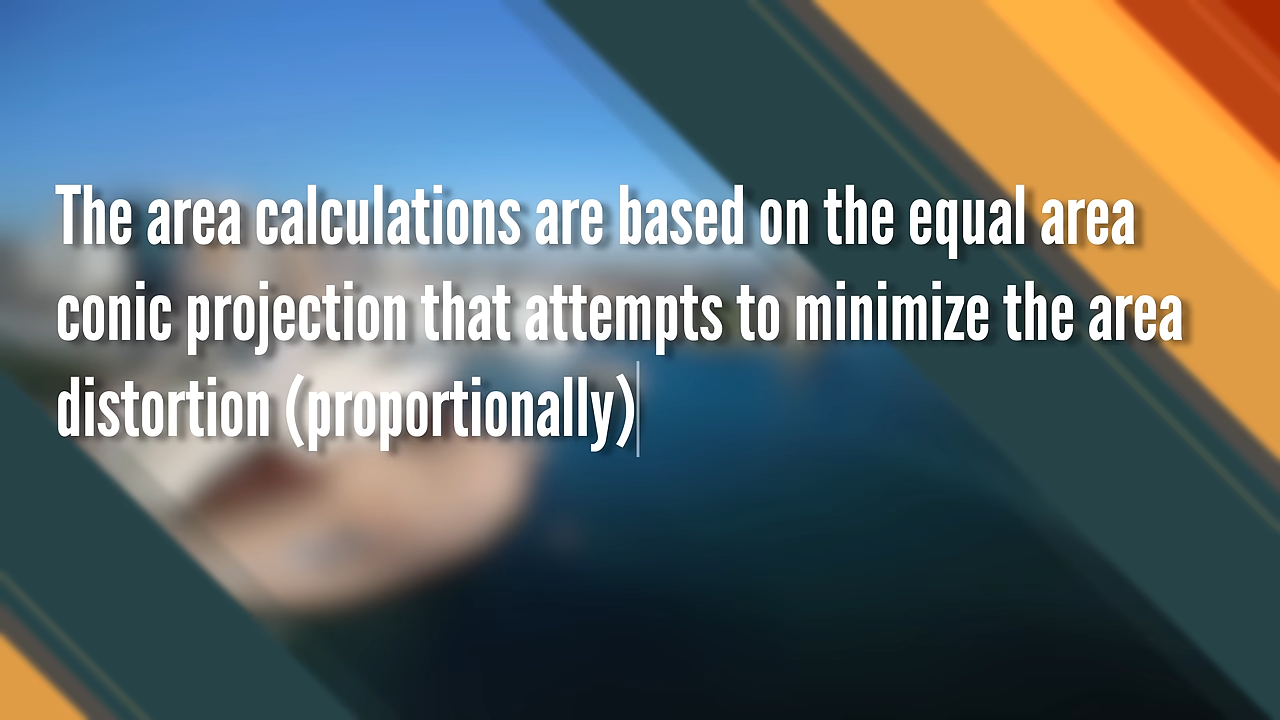 The area calculations are based on the equal area
conic projection that attempts to minimize the area
distortion (proportionally)